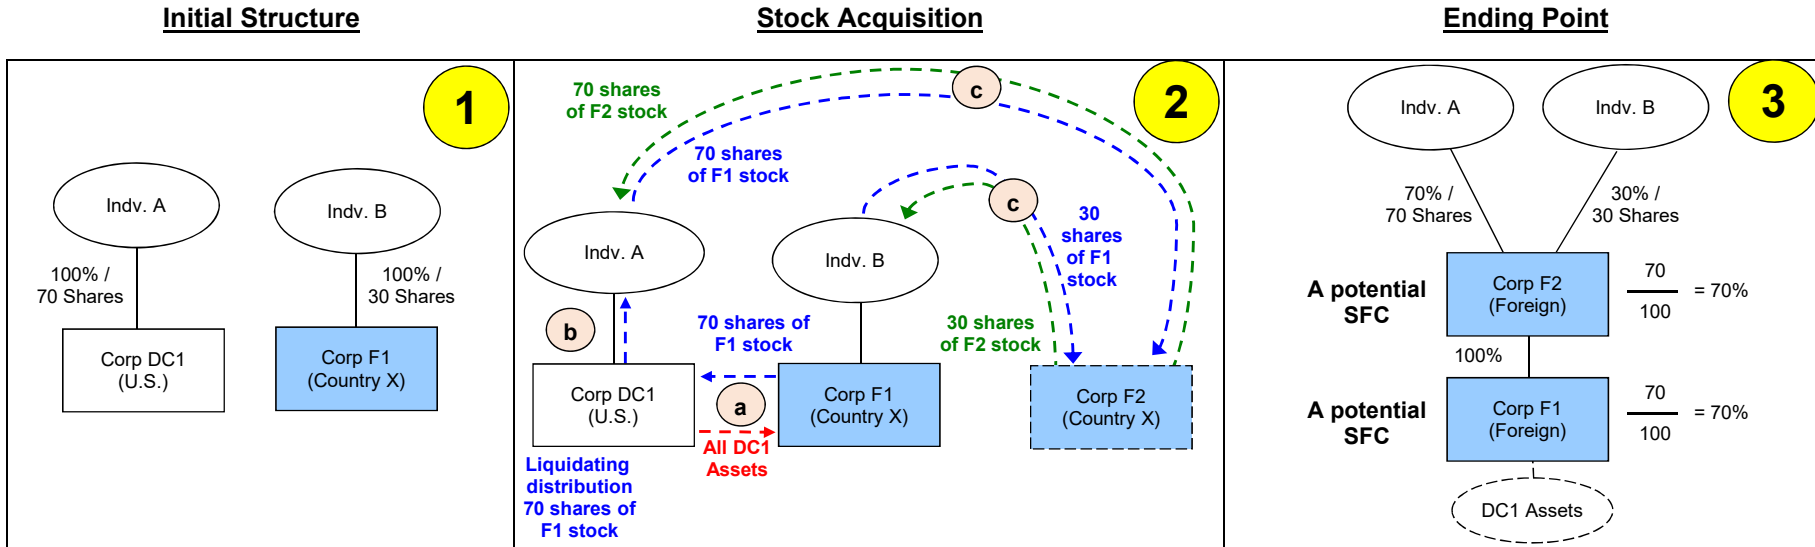 Initial Structure
Stock Acquisition
Ending Point
1
Indv. A
Indv. B
100% /
70 Shares
100% /
30 Shares
Corp DC1
(U.S.)
Corp F1
(Country X)
2
c
70 shares
of F2 stock
70 shares
of F1 stock
c
30
shares
of F1
stock
Indv. A
Indv. B
b
70 shares of
F1 stock
30 shares
of F2 stock
Corp DC1
(U.S.)
a
Corp F1
(Country X)
Corp F2
(Country X)
All DC1
Assets
Liquidating
distribution
70 shares of
F1 stock
3
Indv. A
Indv. B
70% /
70 Shares
30% /
30 Shares
A potential
SFC
Corp F2
(Foreign)
70
100
= 70%
100%
A potential
SFC
Corp F1
(Foreign)
70
100
= 70%
DC1 Assets